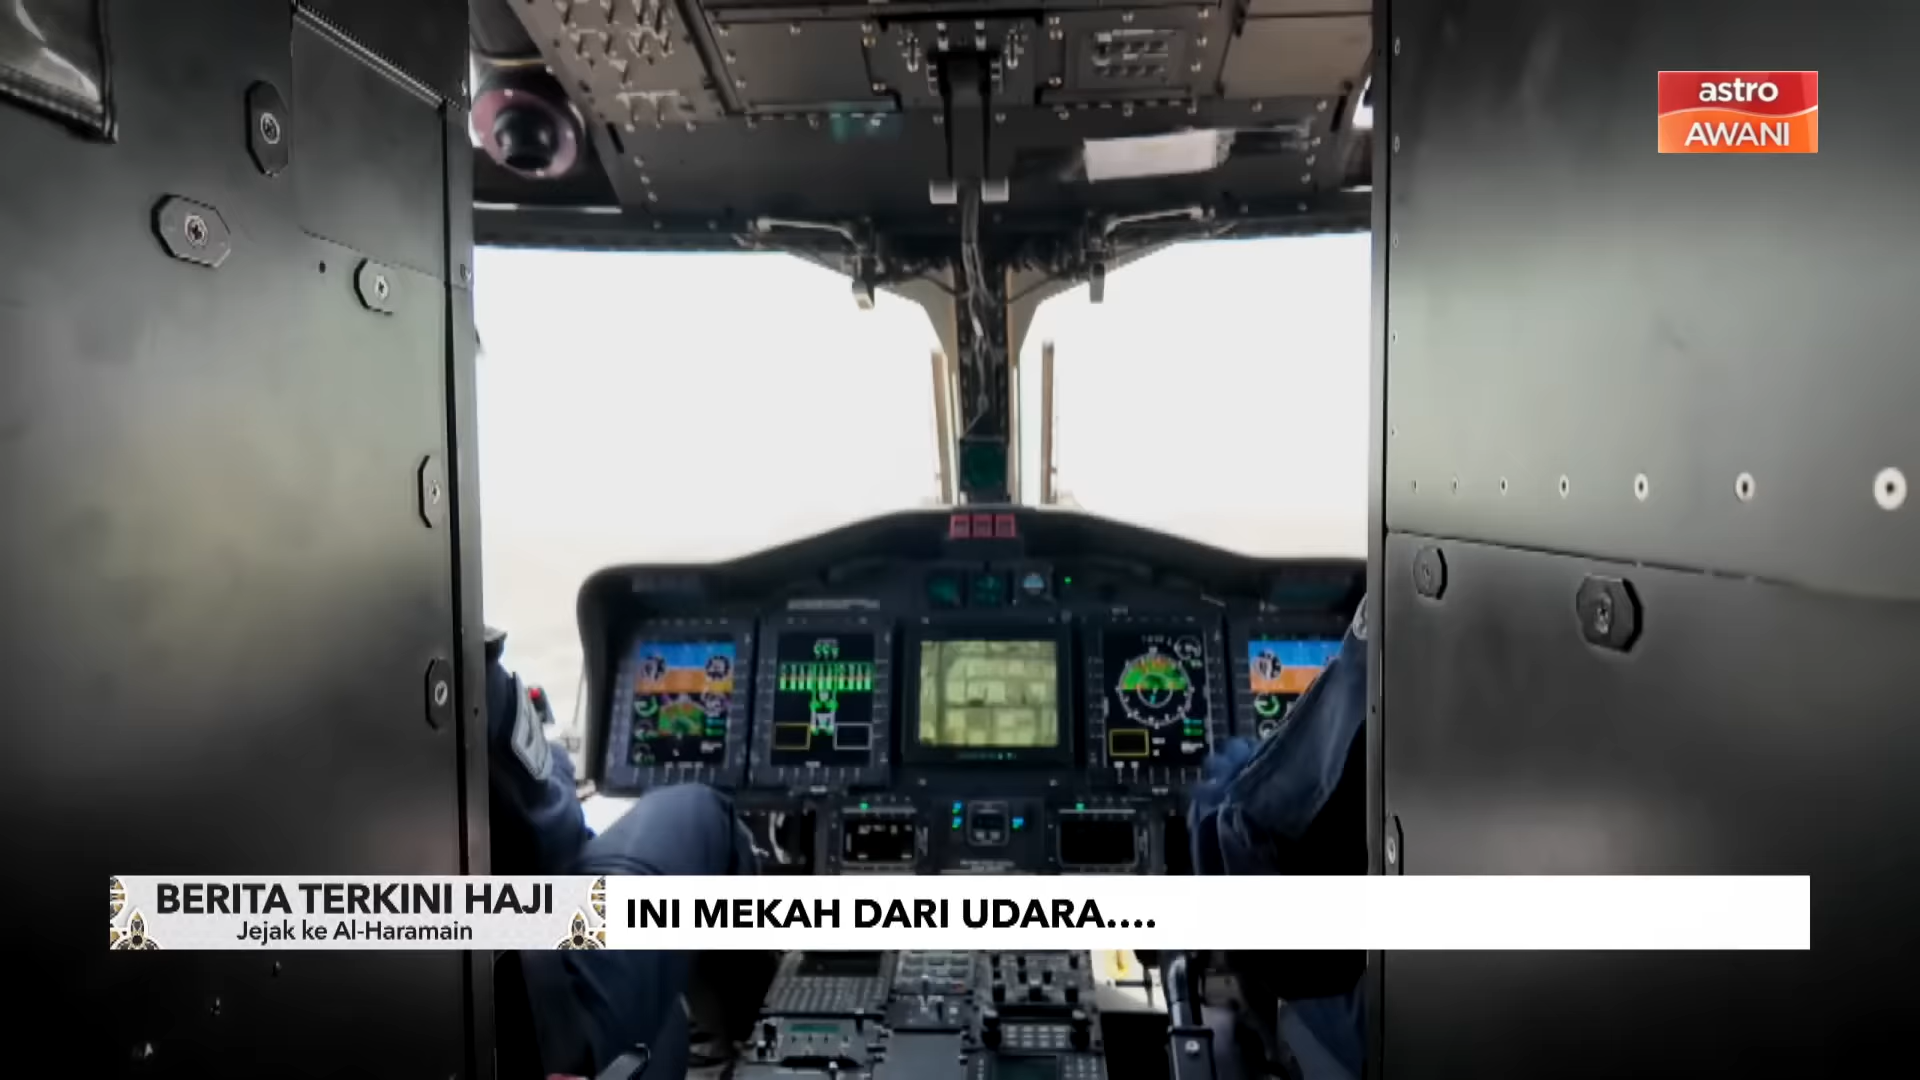 astro
AWANI
BERITA TERKINI HAJI
Jejak ke Al-Haramain
INI MEKAH DARI UDARA....